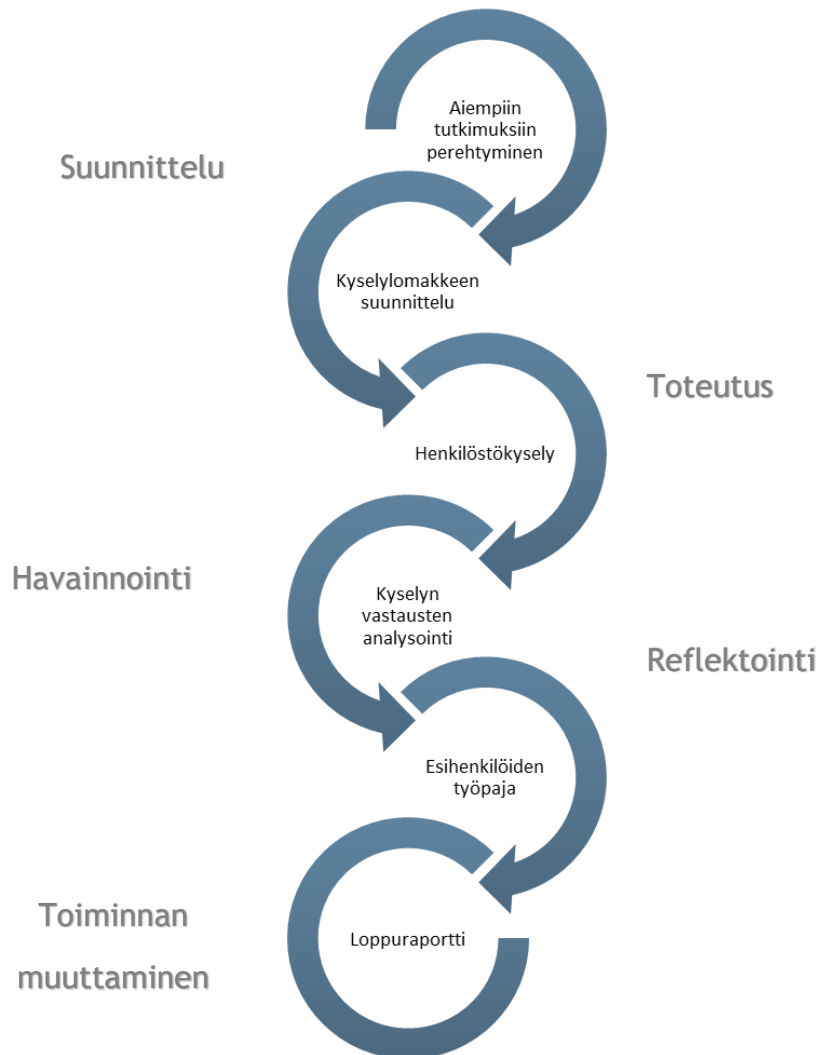 Aiempiin
tutkimuksiin
perehtyminen
Suunnittelu
Kyselylomakkeen
suunnittelu
Toteutus
Henkilöstökysely
Havainnointi
Kyselyn
vastausten
analysointi
Reflektointi
Esihenkilöiden
työpaja
Toiminnan
muuttaminen
Loppuraportti